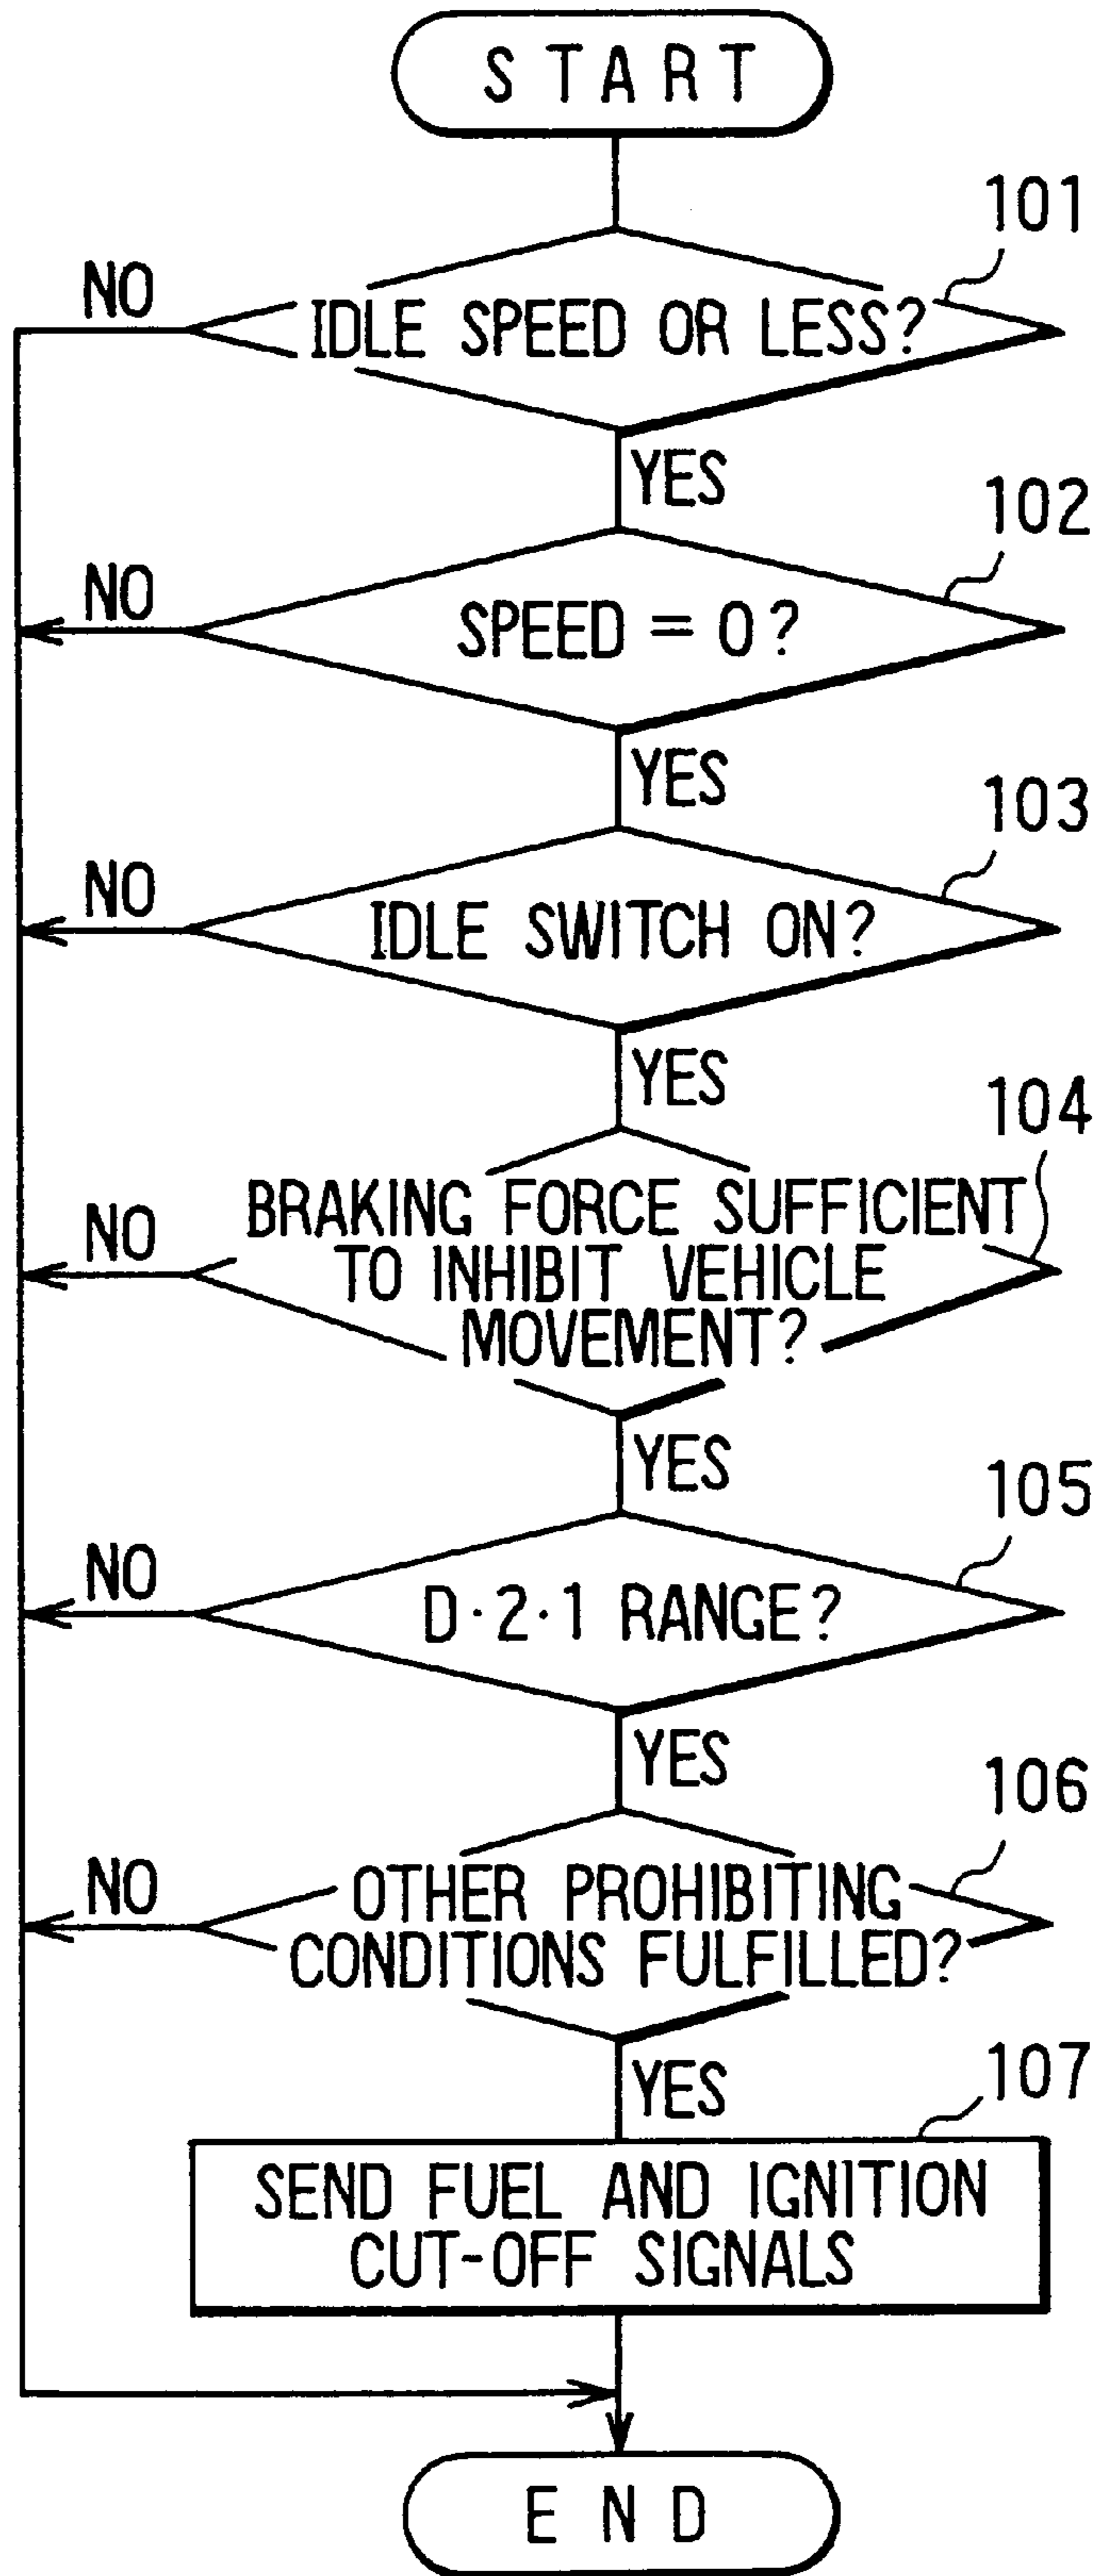 START
101
NO
IDLE SPEED OR LESS?
YES
102
NO
SPEED = 0?
YES
103
NO
IDLE SWITCH ON?
YES
104
NO
BRAKING FORCE SUFFICIENT
TO INHIBIT VEHICLE
MOVEMENT?
YES
105
NO
D·2·1 RANGE?
YES
106
NO
OTHER PROHIBITING
CONDITIONS FULFILLED?
YES
107
SEND FUEL AND IGNITION
CUT-OFF SIGNALS
END